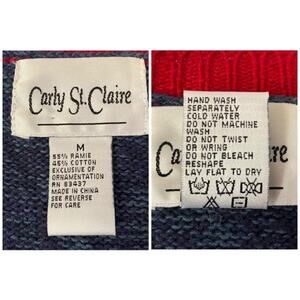 Carly St. Claire
M
55% RAMIE
45% COTTON
EXCLUSIVE OF
ORNAMENTATION
RN 83437
MADE IN CHINA
SEE REVERSE
FOR CARE
HAND WASH
SEPARATELY
COLD WATER
DO NOT MACHINE
WASH
DO NOT TWIST
OR WRING
DO NOT BLEACH
RESHAPE
LAY FLAT TO DRY
Ca
ire